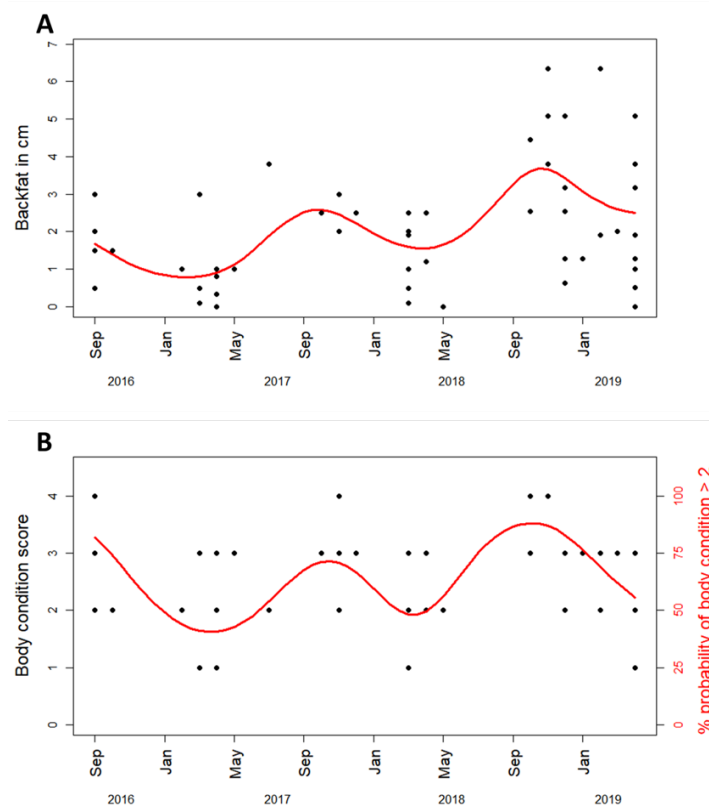 A
Backfat in cm
7
6
5
4
3
2
1
0
Sep Jan May Sep Jan May Sep Jan
2016 2017 2018 2019
B
Body condition score
4
3
2
1
0
100
75
50
25
0
% probability of body condition > 2
Sep Jan May Sep Jan May Sep Jan
2016 2017 2018 2019